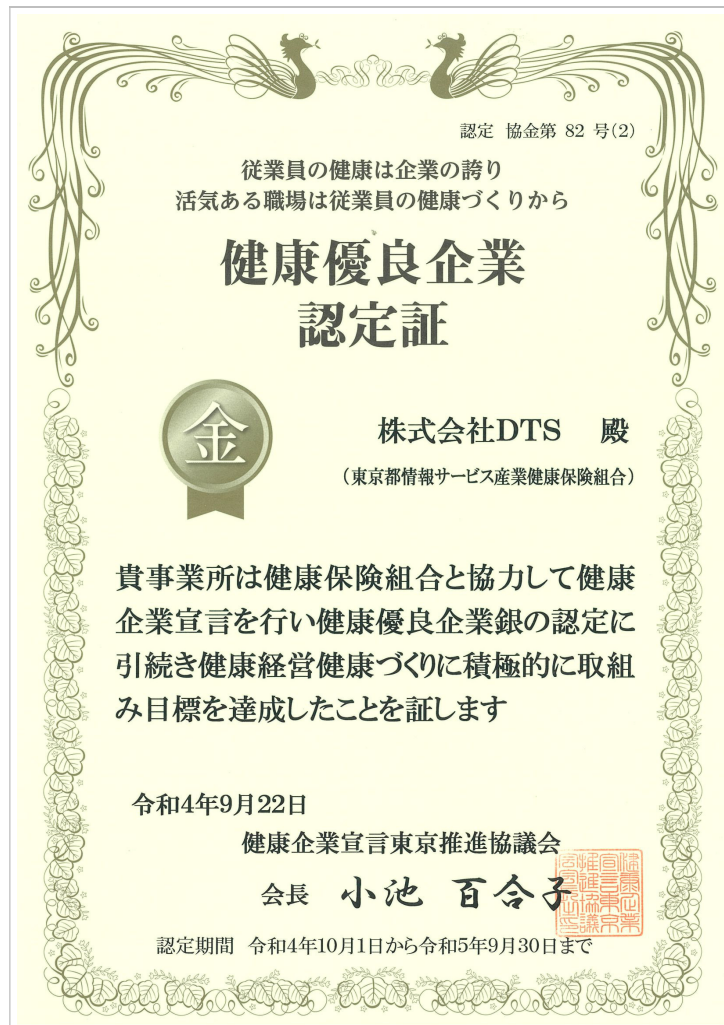 認定 協金第 82 号(2)
従業員の健康は企業の誇り
活気ある職場は従業員の健康づくりから
健康優良企業
認定証
金
株式会社DTS 殿
（東京都情報サービス産業健康保険組合）
貴事業所は健康保険組合と協力して健康
企業宣言を行い健康優良企業銀の認定に
引続き健康経営健康づくりに積極的に取組
み目標を達成したことを証します
令和4年9月22日
健康企業宣言東京推進協議会
会長 小池 百合子
認定期間 令和4年10月1日から令和5年9月30日まで